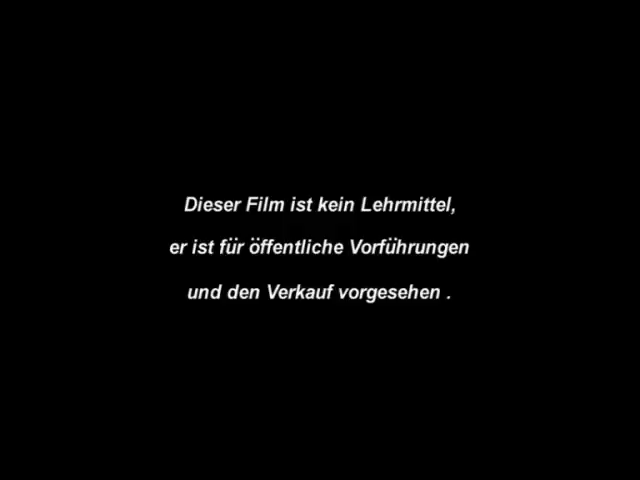 Dieser Film ist kein Lehrmittel,
er ist für öffentliche Vorführungen
und den Verkauf vorgesehen .